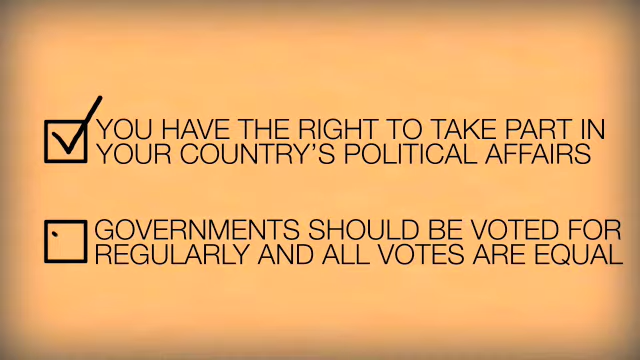 YOU HAVE THE RIGHT TO TAKE PART IN
YOUR COUNTRY'S POLITICAL AFFAIRS
GOVERNMENTS SHOULD BE VOTED FOR
REGULARLY AND ALL VOTES ARE EQUAL